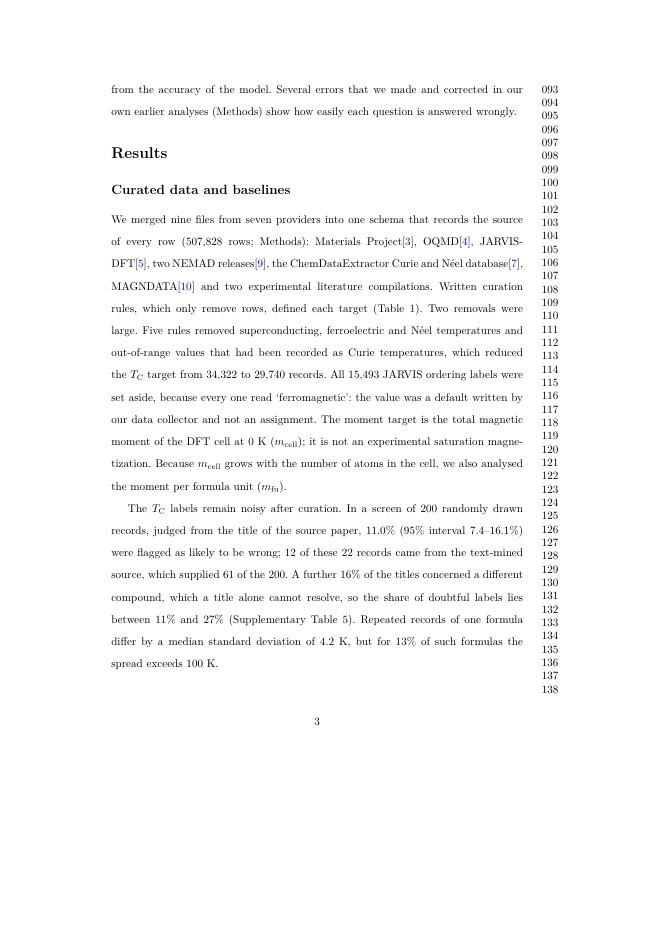 from the accuracy of the model. Several errors that we made and corrected in our
own earlier analyses (Methods) show how easily each question is answered wrongly.
Results
Curated data and baselines
We merged nine files from seven providers into one schema that records the source
of every row (507,828 rows; Methods): Materials Project[3], OQMD[4], JARVIS-
DFT[5], two NEMAD releases[9], the ChemDataExtractor Curie and Néel database[7],
MAGNDATA[10] and two experimental literature compilations. Written curation
rules, which only remove rows, defined each target (Table 1). Two removals were
large. Five rules removed superconducting, ferroelectric and Néel temperatures and
out-of-range values that had been recorded as Curie temperatures, which reduced
the TC target from 34,322 to 29,740 records. All 15,493 JARVIS ordering labels were
set aside, because every one read ‘ferromagnetic’: the value was a default written by
our data collector and not an assignment. The moment target is the total magnetic
moment of the DFT cell at 0 K (mcell); it is not an experimental saturation magne-
tization. Because mcell grows with the number of atoms in the cell, we also analysed
the moment per formula unit (mfu).
The TC labels remain noisy after curation. In a screen of 200 randomly drawn
records, judged from the title of the source paper, 11.0% (95% interval 7.4–16.1%)
were flagged as likely to be wrong; 12 of these 22 records came from the text-mined
source, which supplied 61 of the 200. A further 16% of the titles concerned a different
compound, which a title alone cannot resolve, so the share of doubtful labels lies
between 11% and 27% (Supplementary Table 5). Repeated records of one formula
differ by a median standard deviation of 4.2 K, but for 13% of such formulas the
spread exceeds 100 K.
3
093
094
095
096
097
098
099
100
101
102
103
104
105
106
107
108
109
110
111
112
113
114
115
116
117
118
119
120
121
122
123
124
125
126
127
128
129
130
131
132
133
134
135
136
137
138